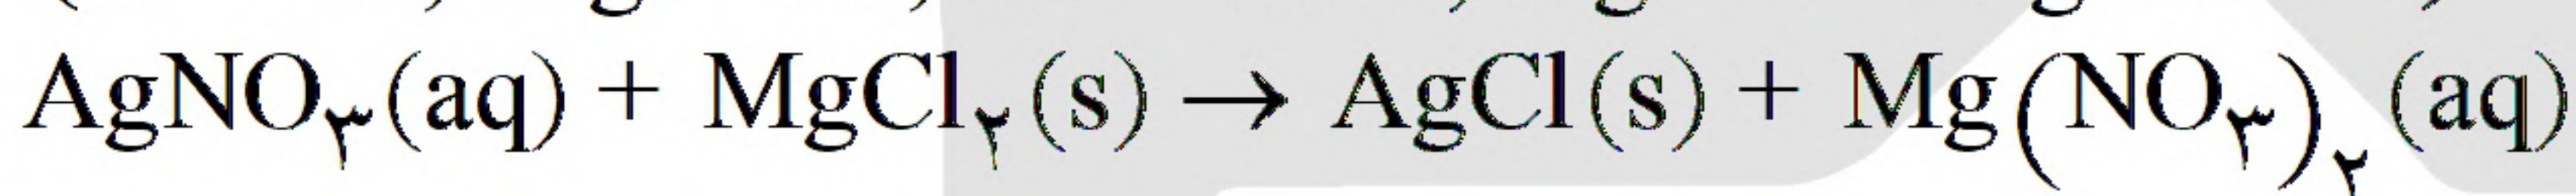 AgNO۳(aq) + MgCl۲(s) → AgCl(s) + Mg(NO۳)۲ (aq)